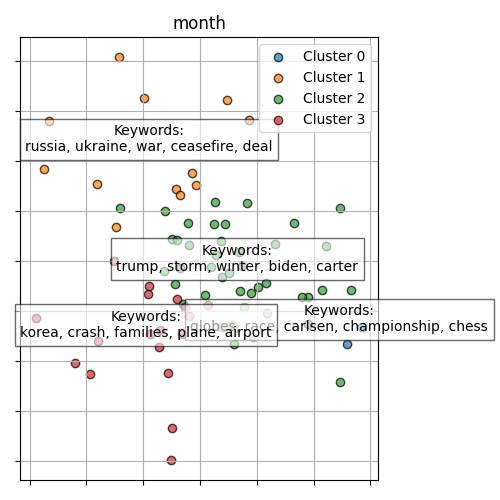 month
Cluster 0
Cluster 1
Cluster 2
Cluster 3
Keywords:
russia, ukraine, war, ceasefire, deal
Keywords:
trump, storm, winter, biden, carter
Keywords:
globes, race, carlsen, championship, chess
Keywords:
korea, crash, families, plane, airport